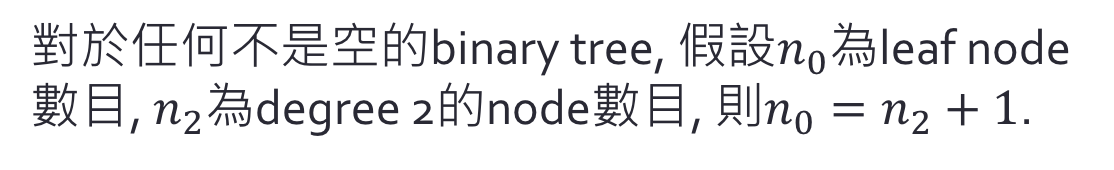 對於任何不是空的binary tree, 假設n₀為leaf node
數目, n₂為degree 2的node數目, 則n₀ = n₂ + 1.